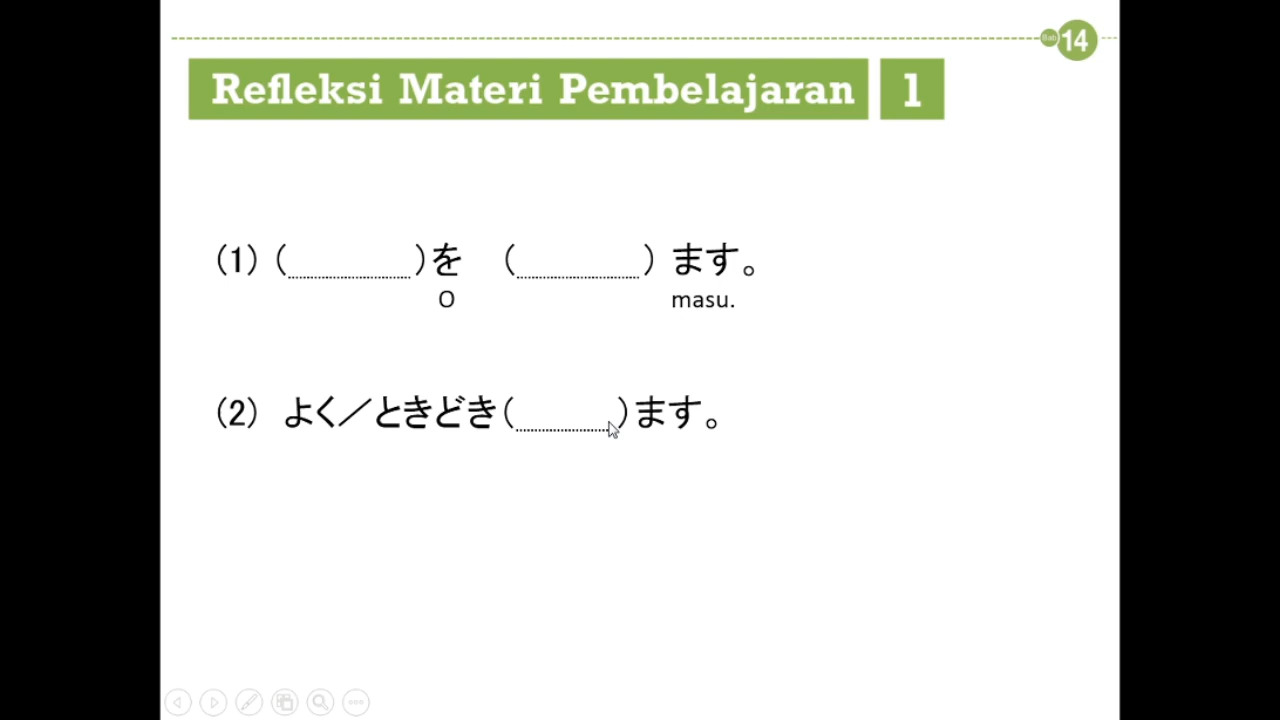 Bab 14
Refleksi Materi Pembelajaran 1
(1) (..............)を (..............) ます。
O masu.
(2) よく／ときどき(..............)ます。